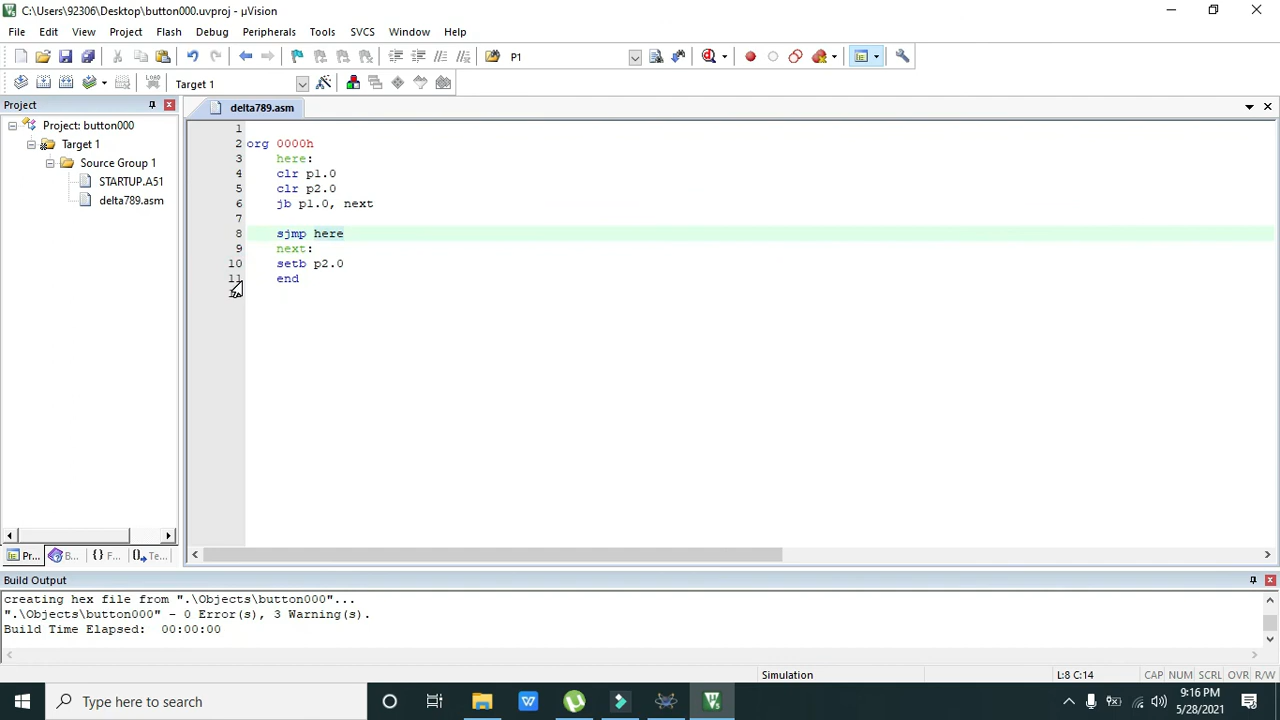 C:\Users\92306\Desktop\button000.uvproj - µVision
File Edit View Project Flash Debug Peripherals Tools SVCS Window Help
P1
LOAD Target 1
Project
delta789.asm
Project: button000
Target 1
Source Group 1
STARTUP.A51
delta789.asm
1
2 org 0000h
3 here:
4 clr p1.0
5 clr p2.0
6 jb p1.0, next
7
8 sjmp here
9 next:
10 setb p2.0
11 end
Pr... B... {} F... Te...
Build Output
creating hex file from ".\Objects\button000"...
".\Objects\button000" - 0 Error(s), 3 Warning(s).
Build Time Elapsed: 00:00:00
Simulation L:8 C:14 CAP NUM SCRL OVR R/W
Type here to search
9:16 PM
5/28/2021